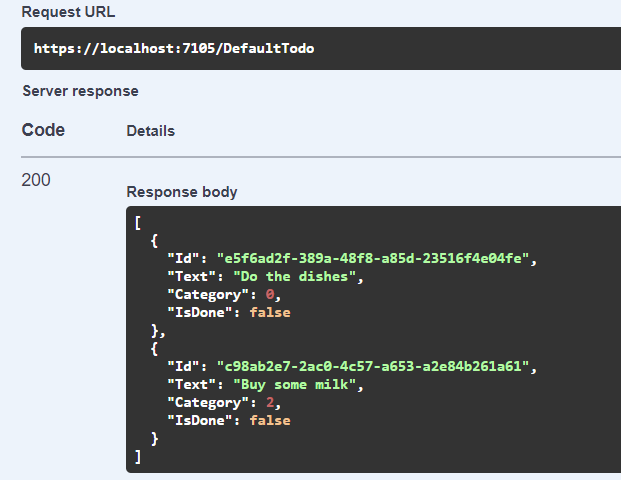 Request URL
https://localhost:7105/DefaultTodo
Server response
Code Details
200
Response body
[
  {
    "Id": "e5f6ad2f-389a-48f8-a85d-23516f4e04fe",
    "Text": "Do the dishes",
    "Category": 0,
    "IsDone": false
  },
  {
    "Id": "c98ab2e7-2ac0-4c57-a653-a2e84b261a61",
    "Text": "Buy some milk",
    "Category": 2,
    "IsDone": false
  }
]